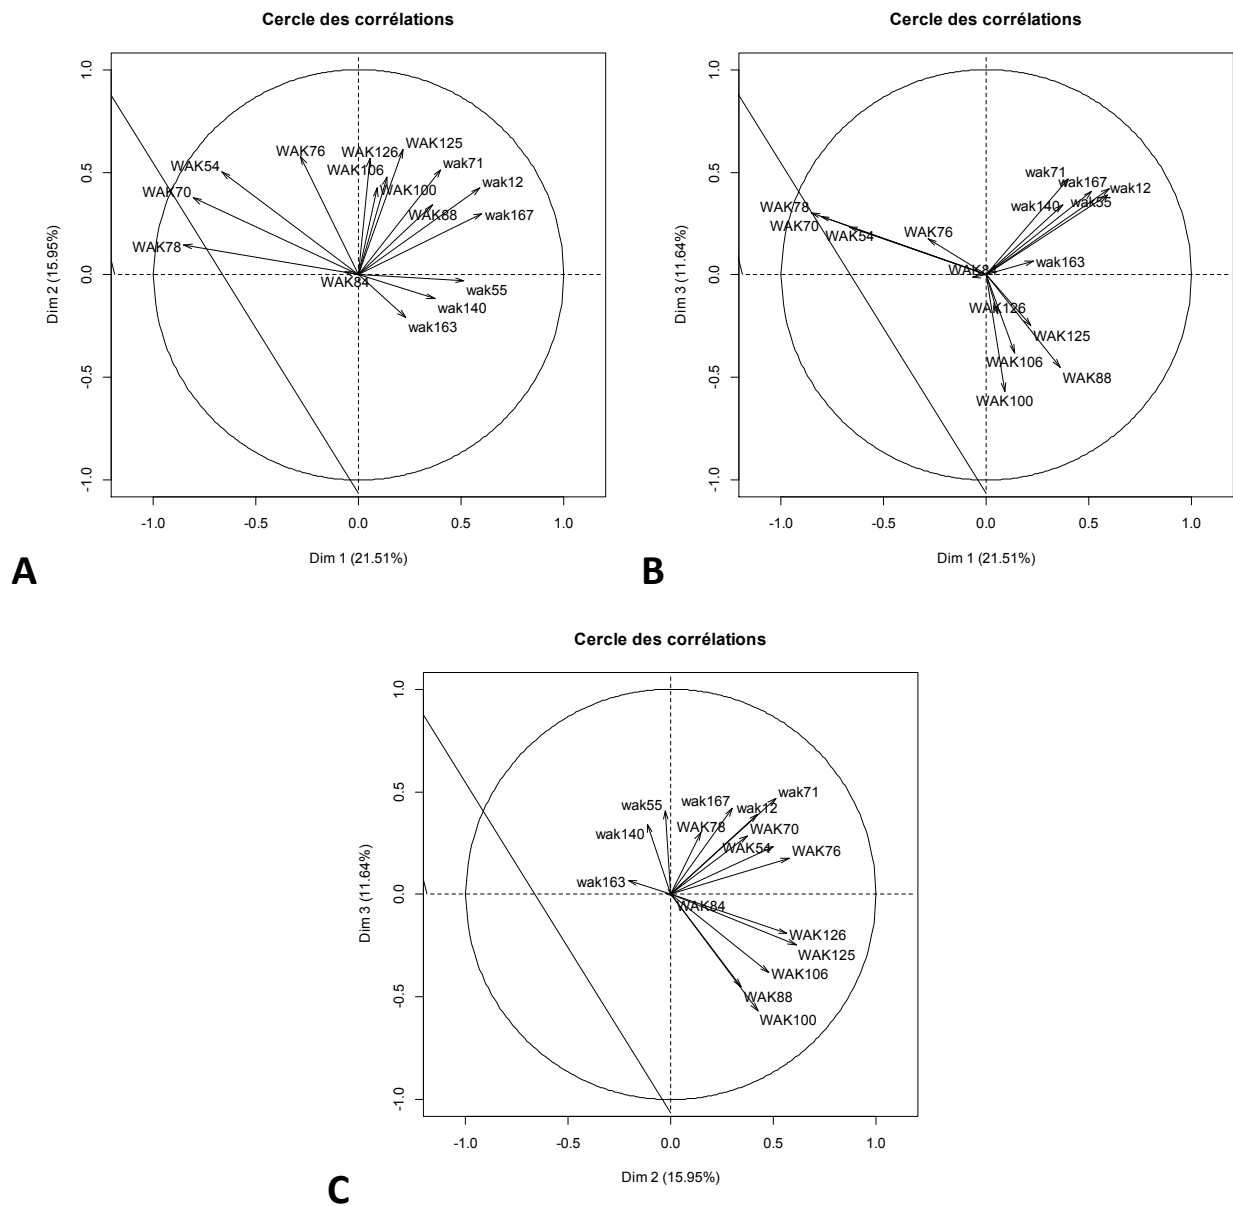 Cercle des corrélations
1.0
0.5
0.0
-0.5
-1.0
Dim 2 (15.95%)
WAK76
WAK126
WAK125
WAK54
WAK106
wak71
WAK70
WAK100
wak12
WAK88
wak167
WAK78
WAK84
wak55
wak140
wak163
-1.0 -0.5 0.0 0.5 1.0
Dim 1 (21.51%)
A
Cercle des corrélations
1.0
0.5
0.0
-0.5
-1.0
Dim 3 (11.64%)
wak71
wak167
wak12
wak140
wak55
WAK78
WAK70
WAK54
WAK76
wak163
WAK84
WAK126
WAK125
WAK106
WAK88
WAK100
-1.0 -0.5 0.0 0.5 1.0
Dim 1 (21.51%)
B
Cercle des corrélations
1.0
0.5
0.0
-0.5
-1.0
Dim 3 (11.64%)
wak71
wak167
wak55
wak12
WAK78
WAK70
wak140
WAK54
WAK76
wak163
WAK84
WAK126
WAK125
WAK106
WAK88
WAK100
-1.0 -0.5 0.0 0.5 1.0
Dim 2 (15.95%)
C